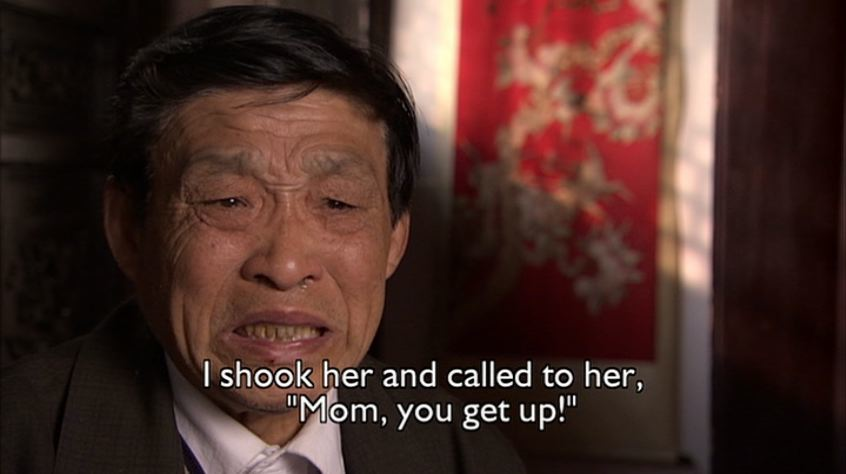 I shook her and called to her,
"Mom, you get up!"